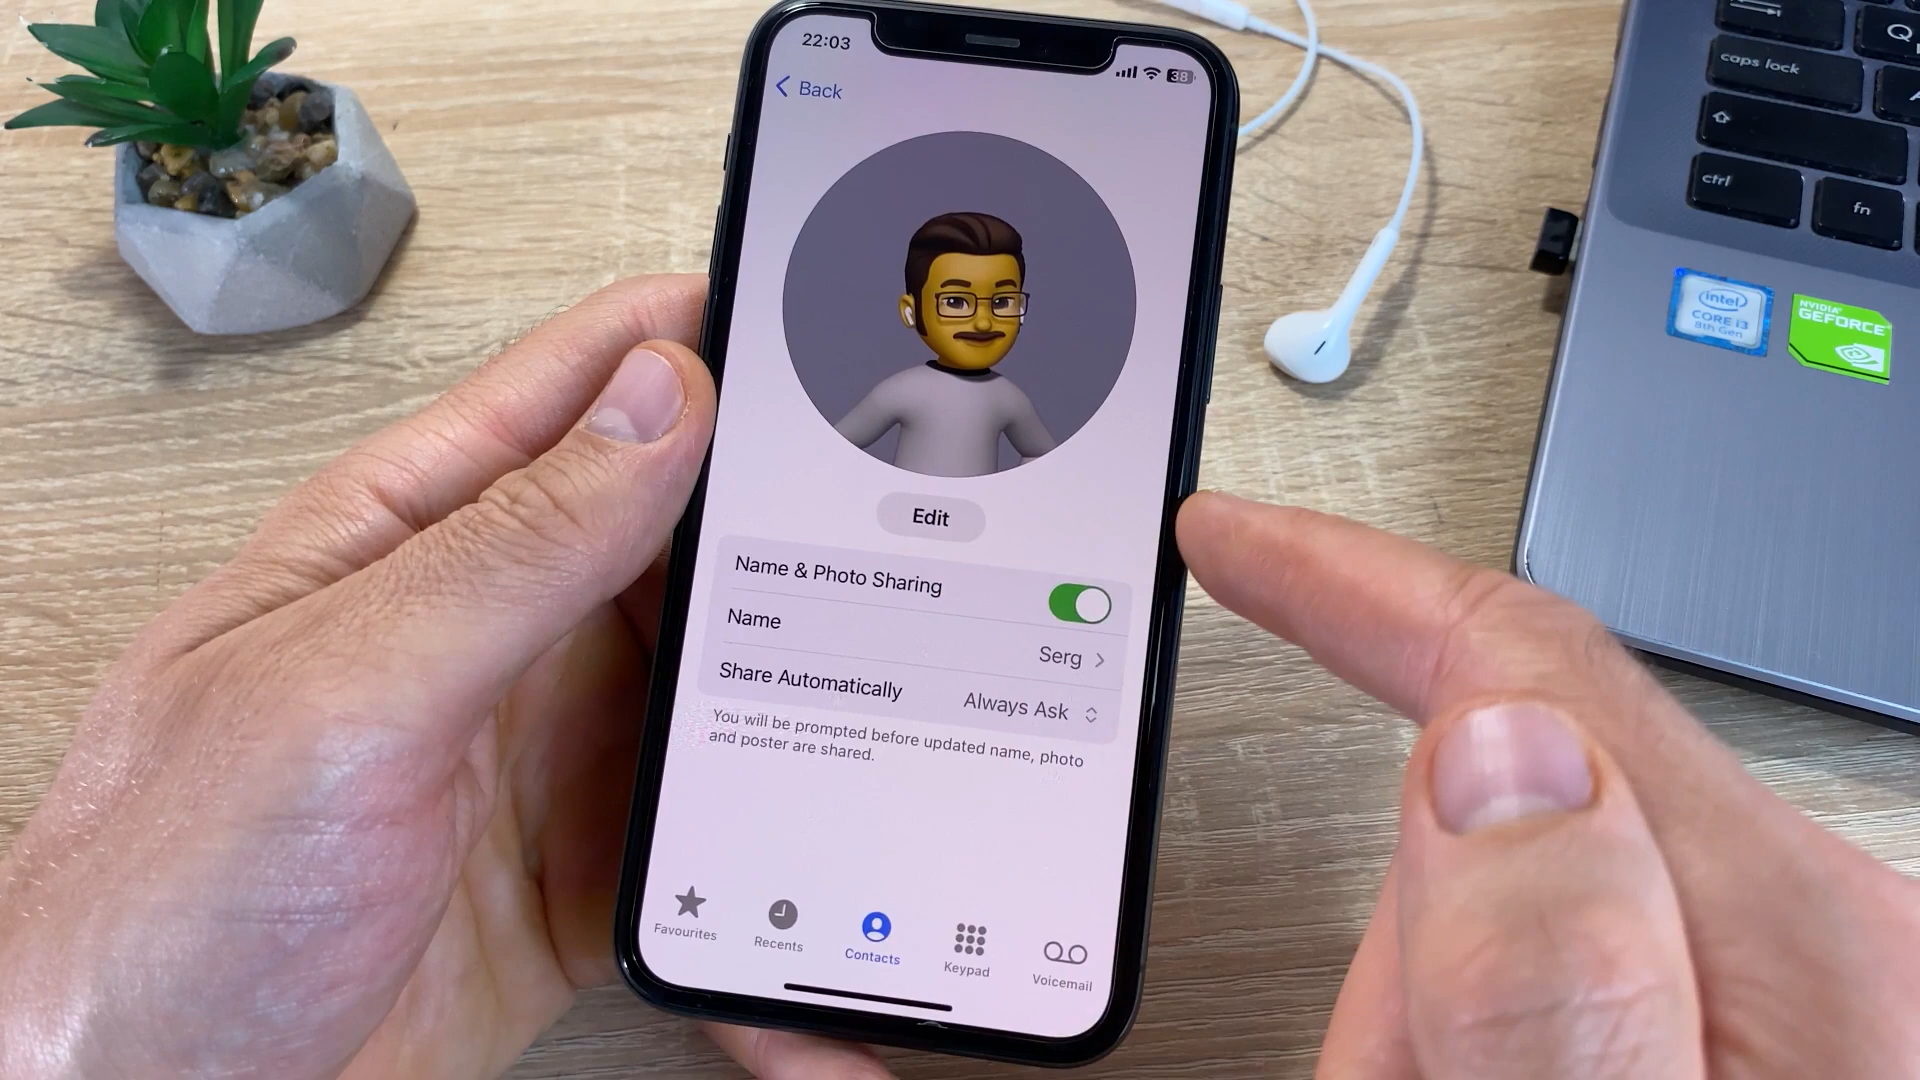 22:03
38
Back
Edit
Name & Photo Sharing
Name
Serg
Share Automatically
Always Ask
You will be prompted before updated name, photo
and poster are shared.
Favourites
Recents
Contacts
Keypad
Voicemail
Q
caps lock
A
ctrl
fn
intel
CORE i3
8th Gen
NVIDIA
GEFORCE